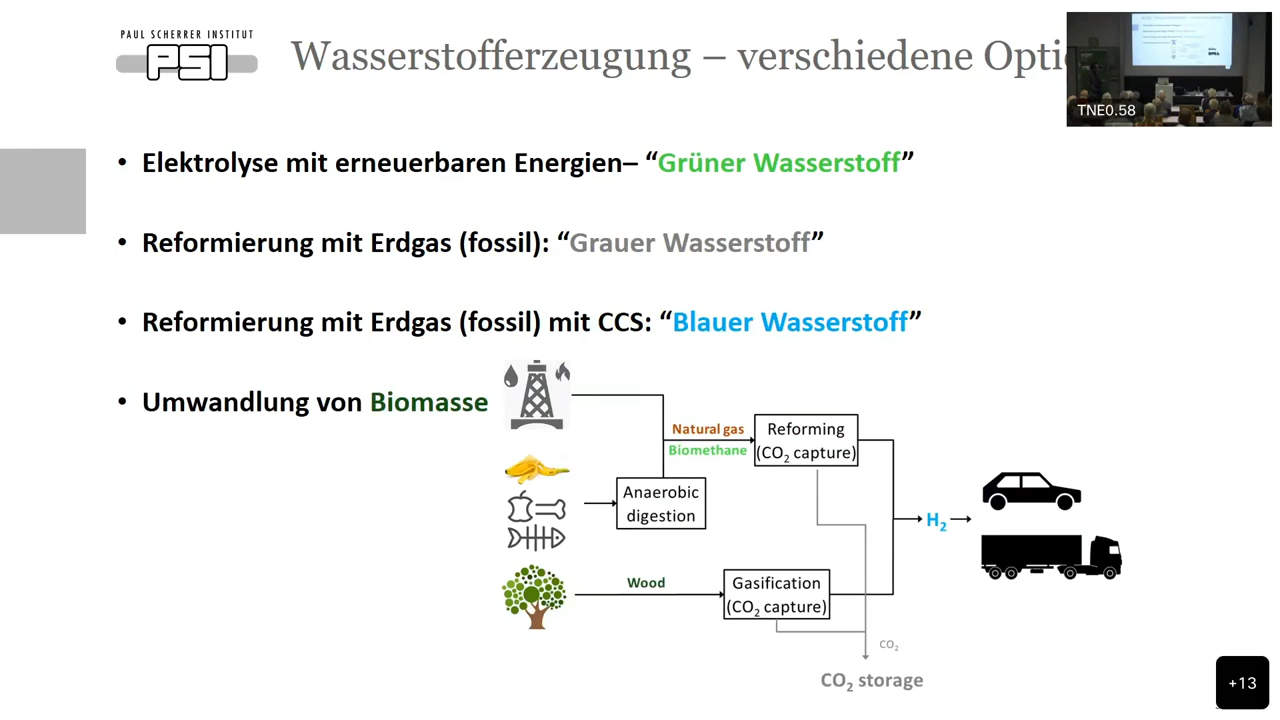 PAUL SCHERRER INSTITUT
PSI
Wasserstofferzeugung – verschiedene Opti
TNE0.58
• Elektrolyse mit erneuerbaren Energien– “Grüner Wasserstoff”
• Reformierung mit Erdgas (fossil): “Grauer Wasserstoff”
• Reformierung mit Erdgas (fossil) mit CCS: “Blauer Wasserstoff”
• Umwandlung von Biomasse
Natural gas
Biomethane
Reforming
(CO₂ capture)
Anaerobic
digestion
H₂
Wood
Gasification
(CO₂ capture)
CO₂
CO₂ storage
+13